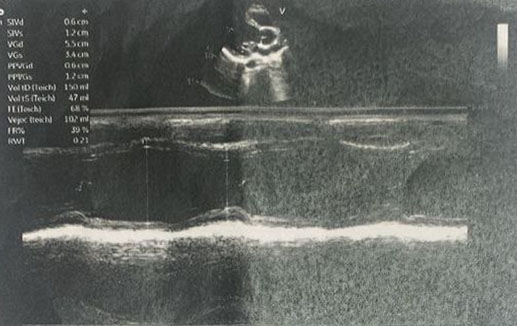 V
SIVd 0.6 cm
SIVs 1.2 cm
VGd 5.5 cm
VGs 3.4 cm
PPVGd 0.6 cm
PPVGs 1.2 cm
Vol tD (Teich) 150 ml
Vol tS (Teich) 47 ml
FE (Teich) 68 %
Vejec (teich) 102 ml
FR% 39 %
RWT 0.21